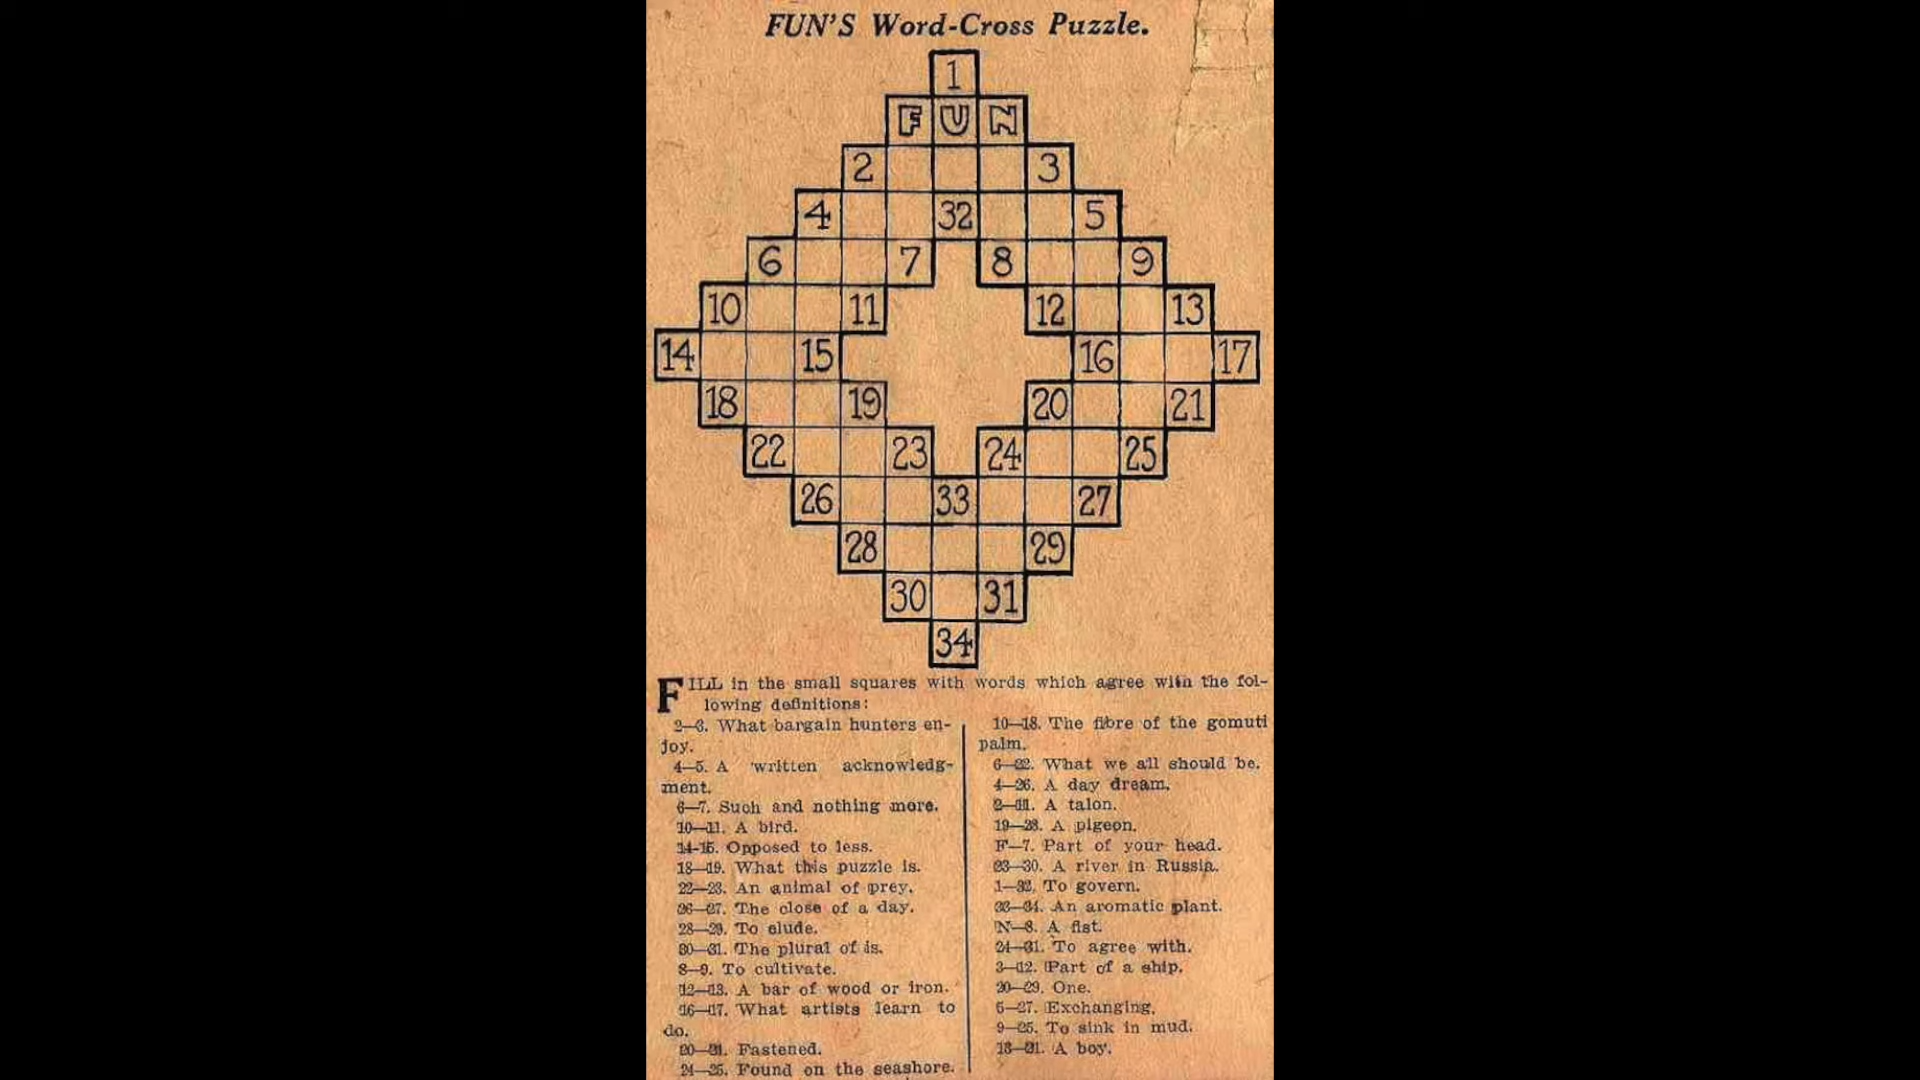 FUN'S Word-Cross Puzzle.
1
F U N
2 3
4 32 5
6 7 8 9
10 11 12 13
14 15 16 17
18 19 20 21
22 23 24 25
26 33 27
28 29
30 31
34
FILL in the small squares with words which agree with the fol-
lowing definitions:
2—3. What bargain hunters en-
joy.
4—5. A written acknowledg-
ment.
6—7. Such and nothing more.
10—11. A bird.
14-15. Opposed to less.
18—19. What this puzzle is.
22—23. An animal of prey.
26—27. The close of a day.
28—29. To elude.
30—31. The plural of is.
8—9. To cultivate.
12—13. A bar of wood or iron.
16—17. What artists learn to
do.
20—21. Fastened.
24—25. Found on the seashore.
10—18. The fibre of the gomuti
palm.
6—22. What we all should be.
4—26. A day dream.
2—11. A talon.
19—28. A pigeon.
F—7. Part of your head.
23—30. A river in Russia.
1—32. To govern.
33—34. An aromatic plant.
N—8. A fist.
24—31. To agree with.
3—12. Part of a ship.
20—29. One.
5—27. Exchanging.
9—25. To sink in mud.
13—21. A boy.